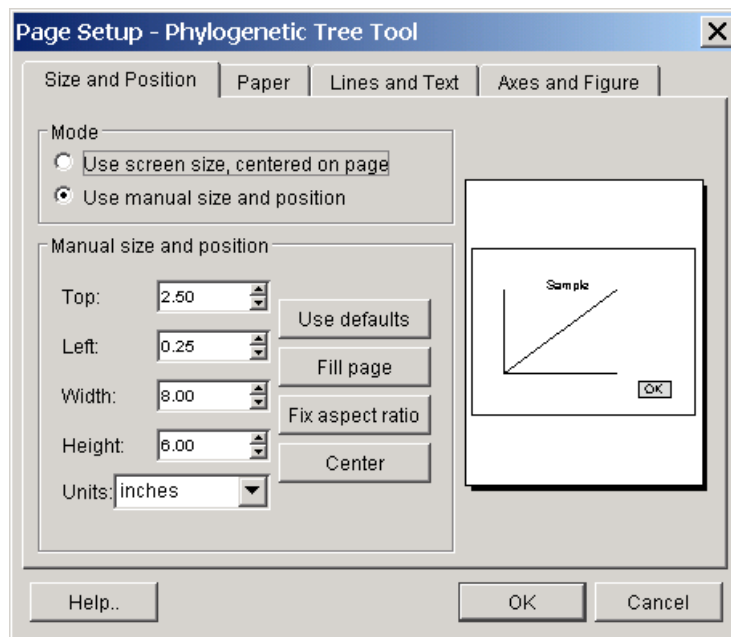 Page Setup - Phylogenetic Tree Tool
Size and Position Paper Lines and Text Axes and Figure
Mode
Use screen size, centered on page
Use manual size and position
Manual size and position
Top: 2.50
Left: 0.25
Width: 8.00
Height: 6.00
Units: inches
Use defaults
Fill page
Fix aspect ratio
Center
Sample
OK
Help.. OK Cancel